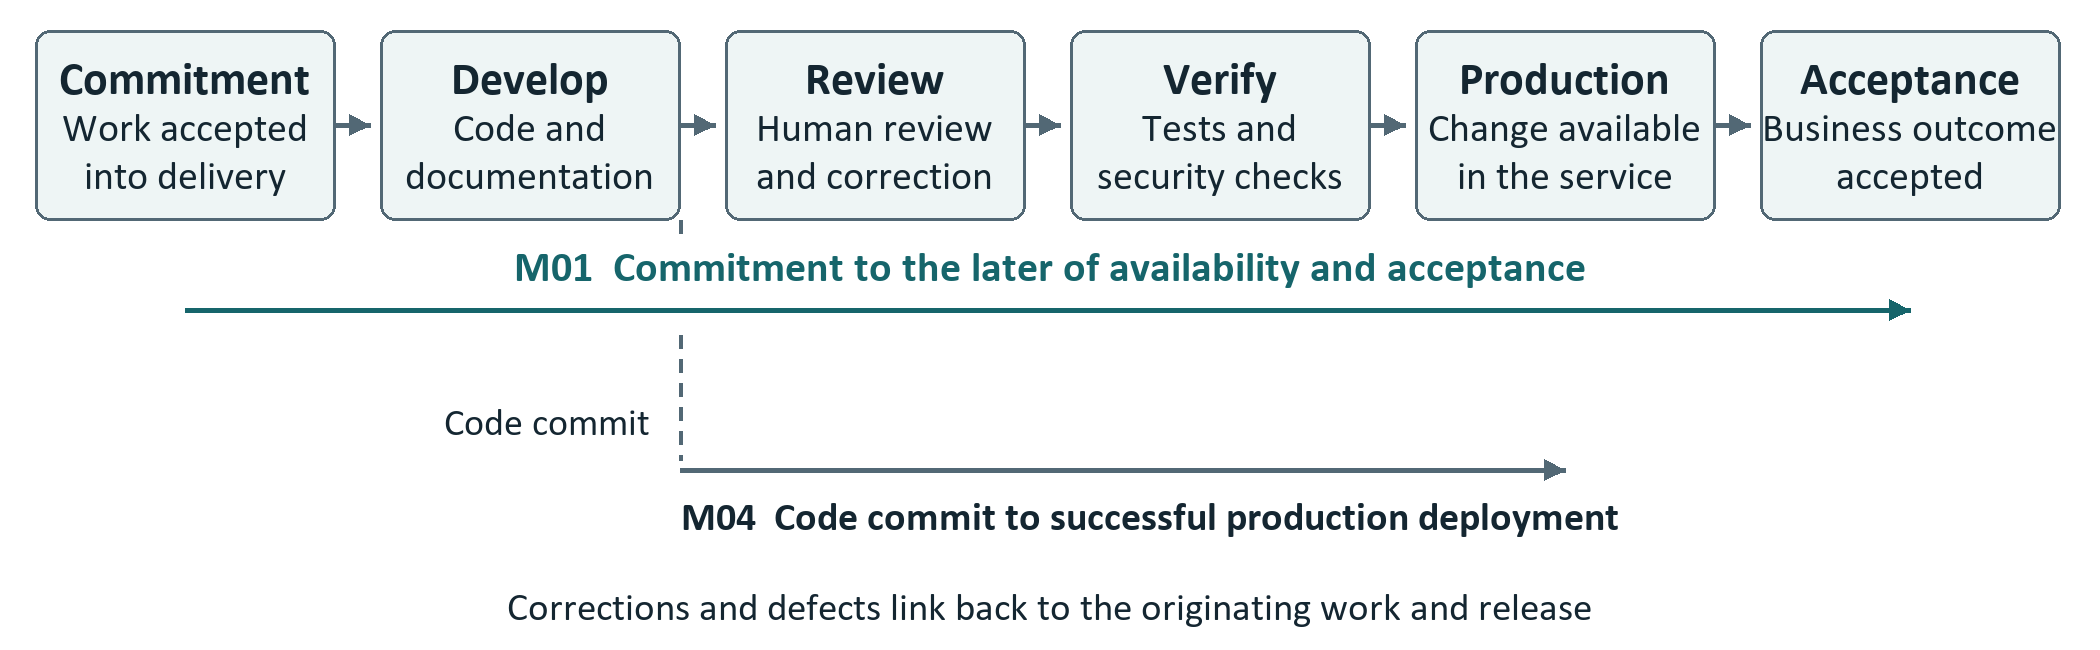 Commitment
Work accepted
into delivery
Develop
Code and
documentation
Review
Human review
and correction
Verify
Tests and
security checks
Production
Change available
in the service
Acceptance
Business outcome
accepted
M01 Commitment to the later of availability and acceptance
Code commit
M04 Code commit to successful production deployment
Corrections and defects link back to the originating work and release